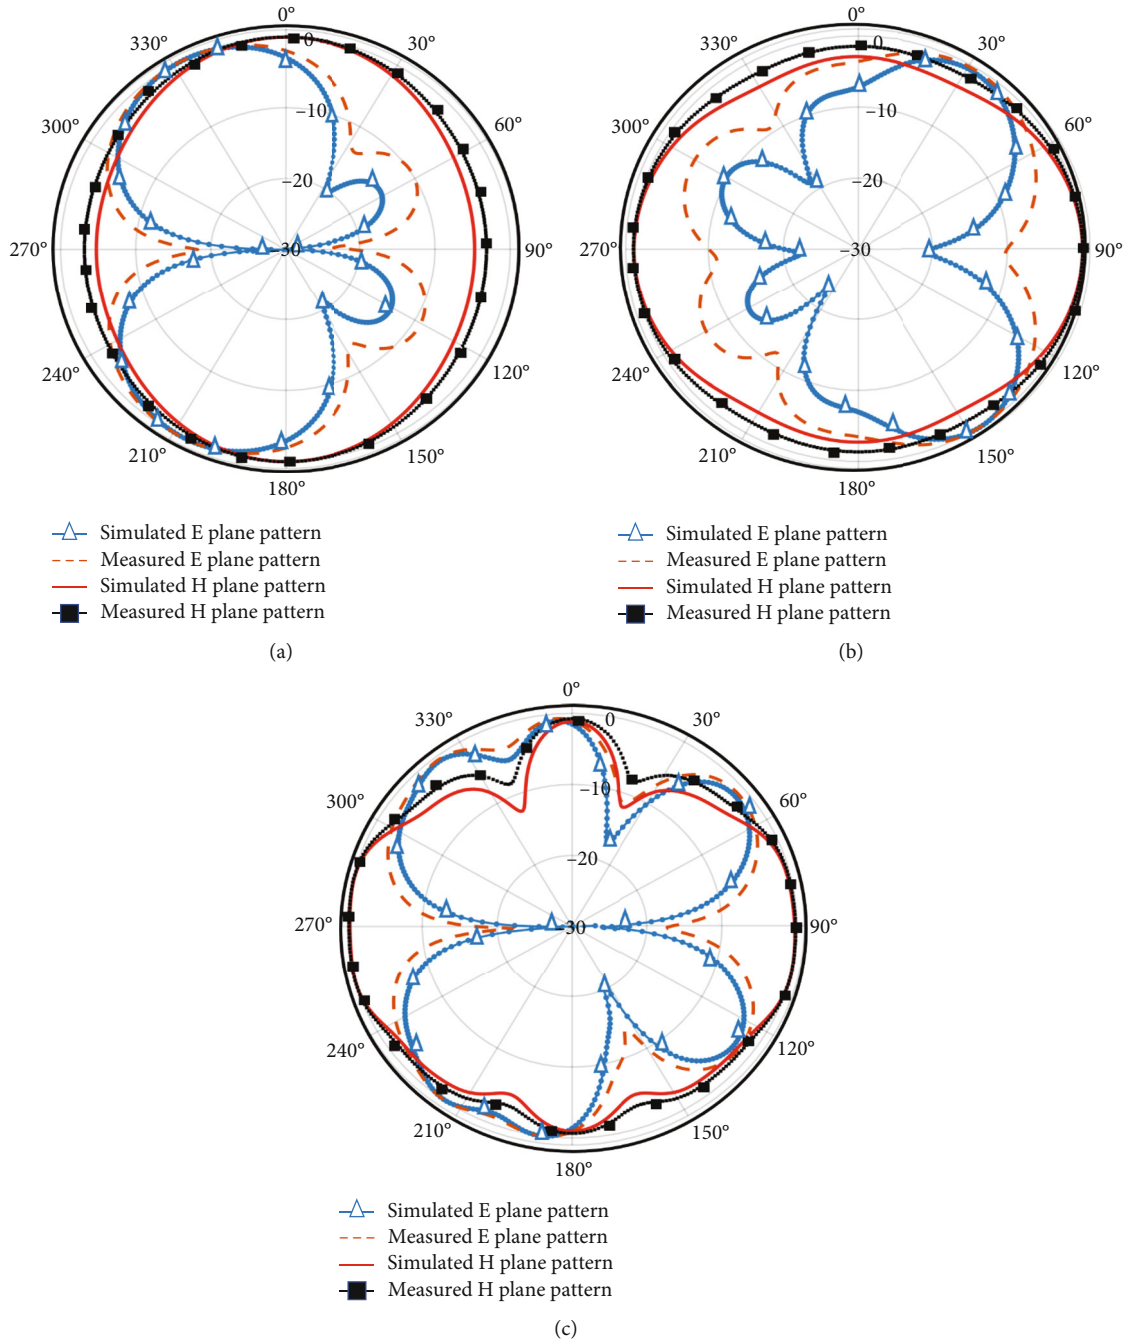 0°
330° 30°
0
300° 60°
−10
−20
270° −30 90°
240° 120°
210° 150°
180°
Simulated E plane pattern
Measured E plane pattern
Simulated H plane pattern
Measured H plane pattern
(a)
0°
330° 30°
0
300° 60°
−10
−20
270° −30 90°
240° 120°
210° 150°
180°
Simulated E plane pattern
Measured E plane pattern
Simulated H plane pattern
Measured H plane pattern
(b)
0°
330° 30°
0
300° 60°
−10
−20
270° −30 90°
240° 120°
210° 150°
180°
Simulated E plane pattern
Measured E plane pattern
Simulated H plane pattern
Measured H plane pattern
(c)